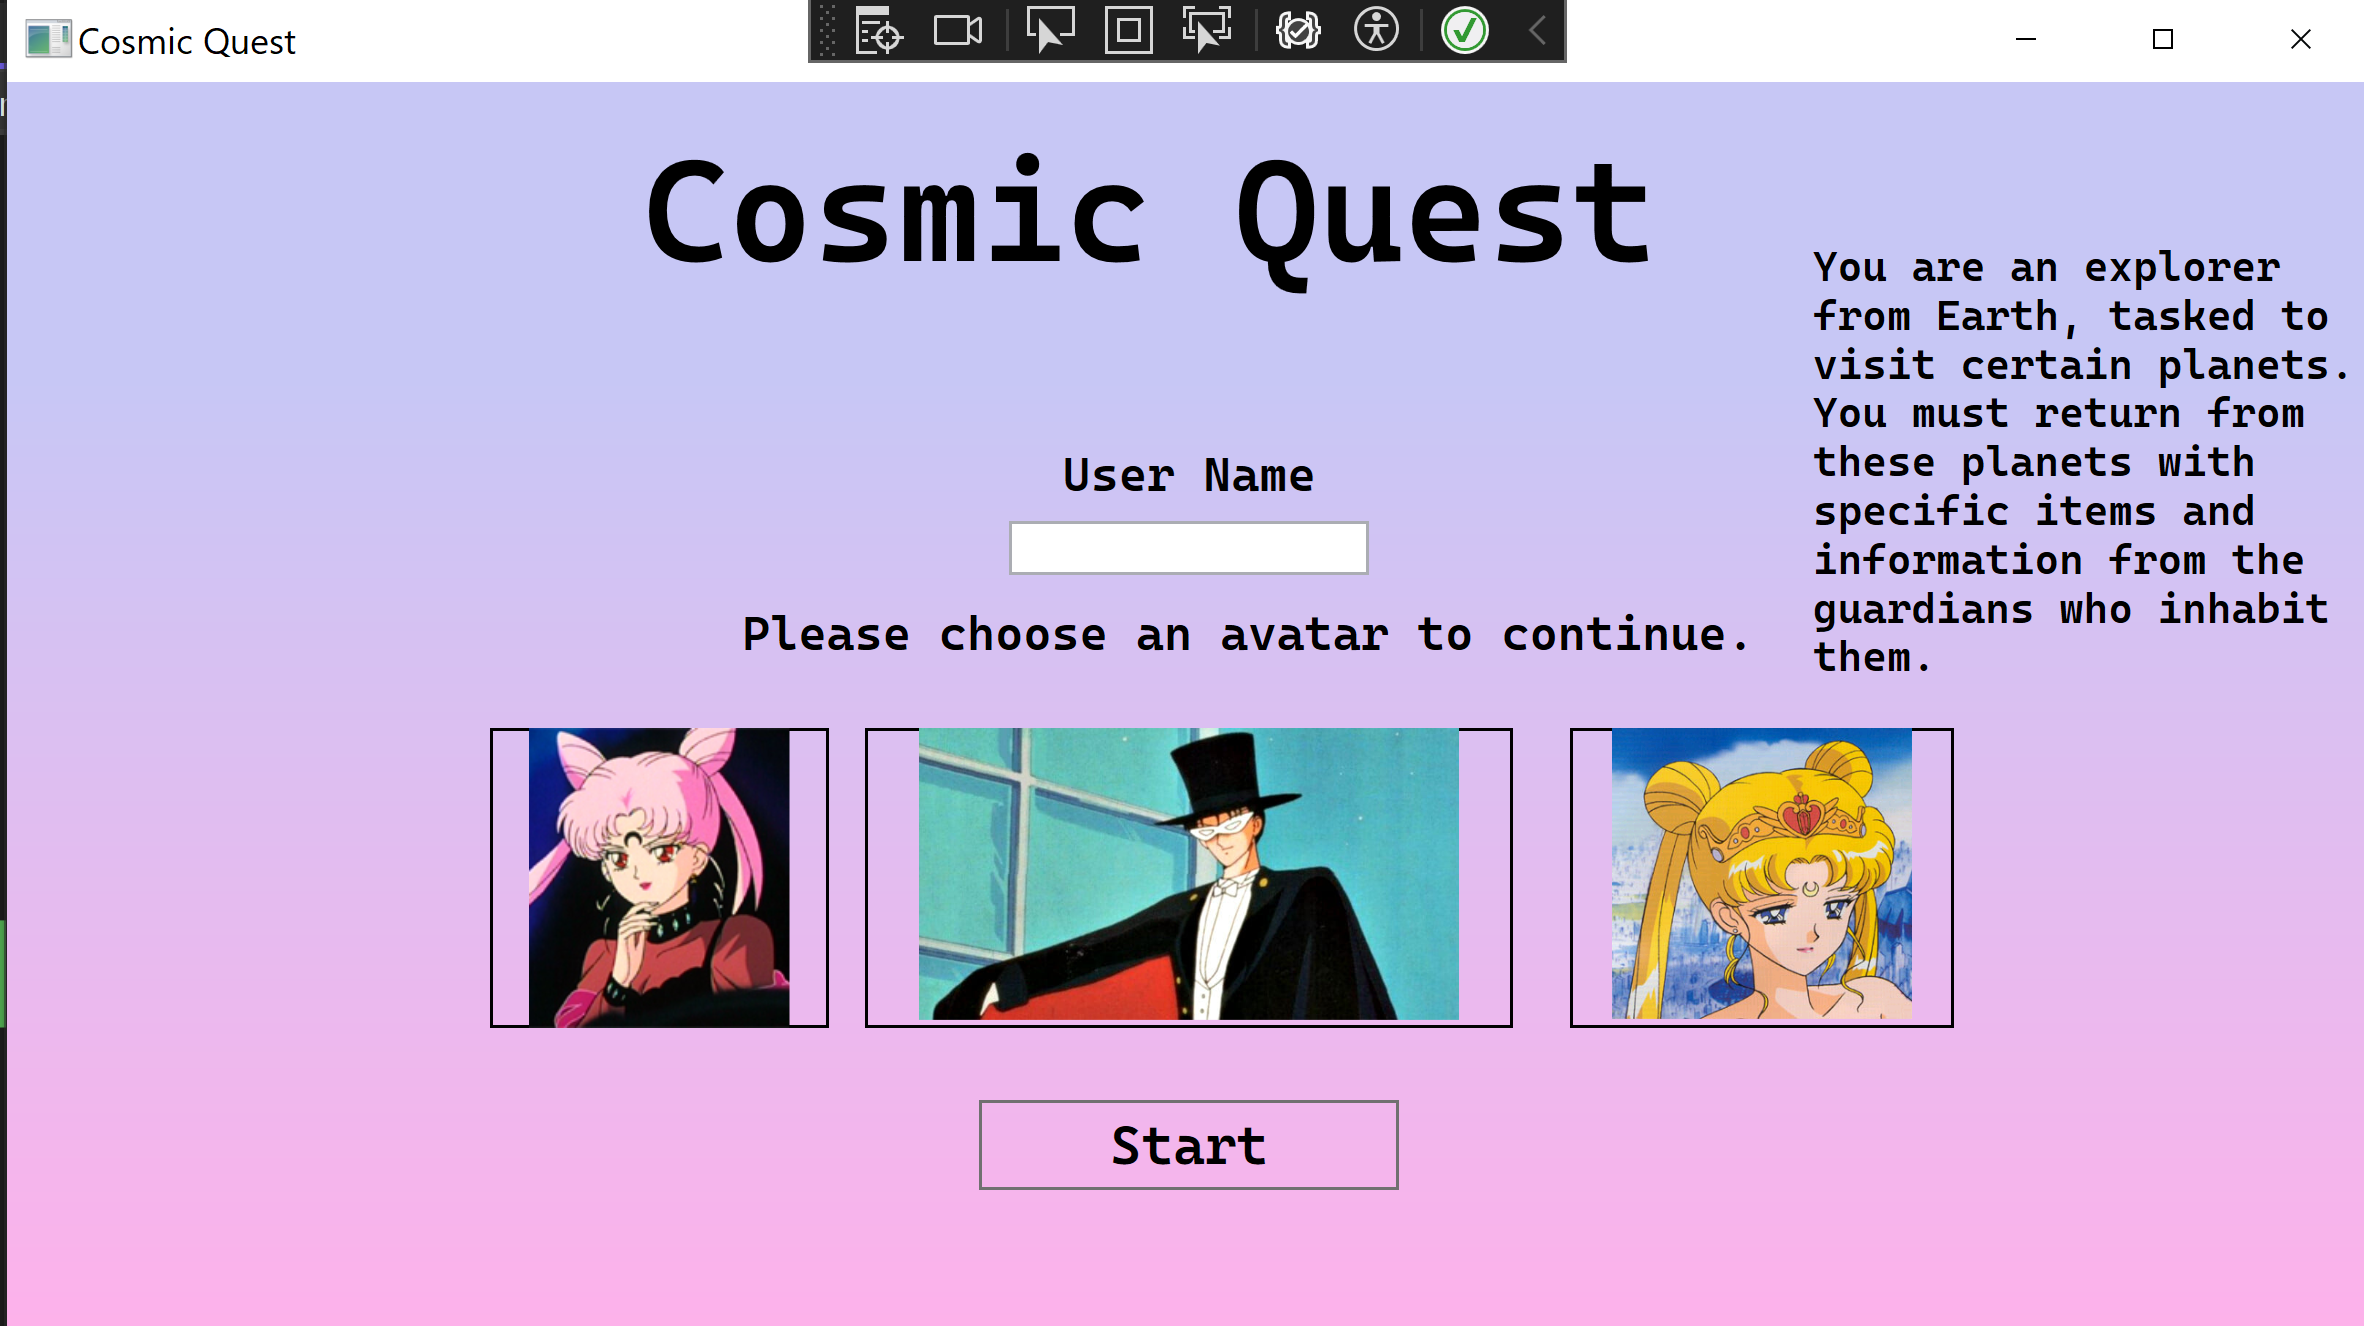 Cosmic Quest
Cosmic Quest
You are an explorer
from Earth, tasked to
visit certain planets.
You must return from
these planets with
specific items and
information from the
guardians who inhabit
them.
User Name
Please choose an avatar to continue.
Start